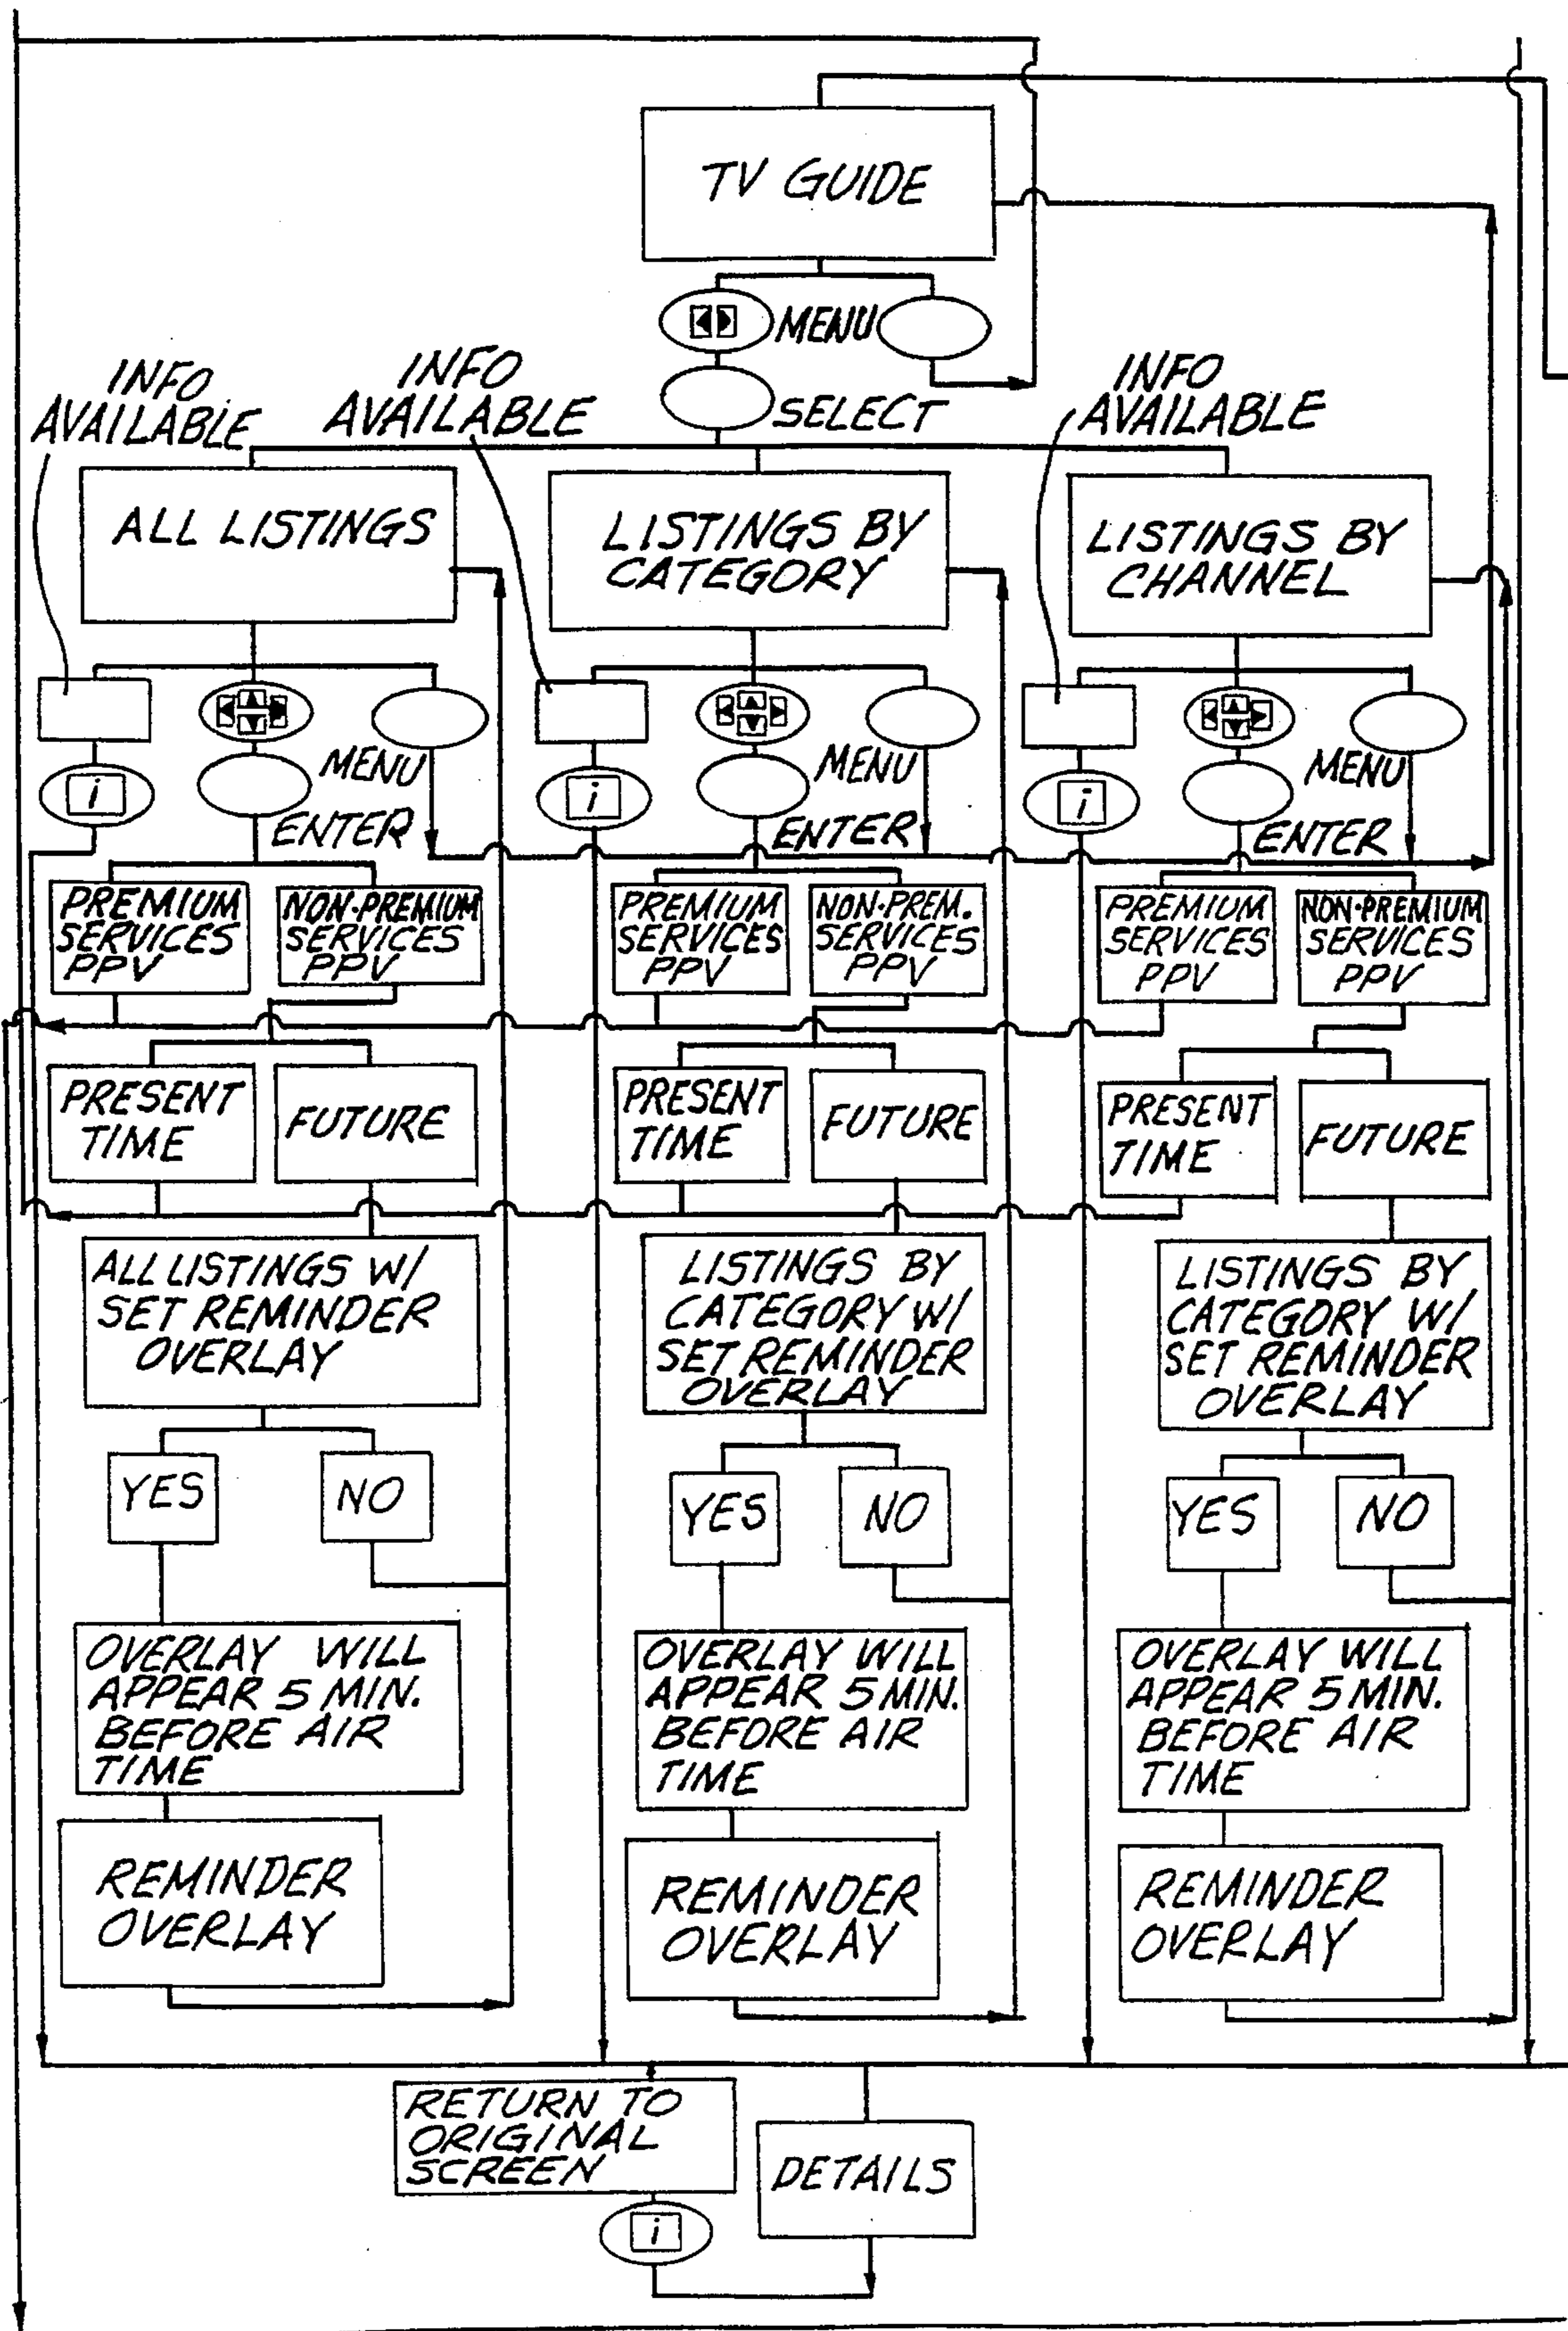 TV GUIDE
MENU
SELECT
INFO
AVAILABLE
INFO
AVAILABLE
INFO
AVAILABLE
ALL LISTINGS
LISTINGS BY
CATEGORY
LISTINGS BY
CHANNEL
i
MENU
ENTER
i
MENU
ENTER
i
MENU
ENTER
PREMIUM
SERVICES
PPV
NON-PREMIUM
SERVICES
PPV
PREMIUM
SERVICES
PPV
NON-PREM.
SERVICES
PPV
PREMIUM
SERVICES
PPV
NON-PREMIUM
SERVICES
PPV
PRESENT
TIME
FUTURE
PRESENT
TIME
FUTURE
PRESENT
TIME
FUTURE
ALL LISTINGS W/
SET REMINDER
OVERLAY
LISTINGS BY
CATEGORY W/
SET REMINDER
OVERLAY
LISTINGS BY
CATEGORY W/
SET REMINDER
OVERLAY
YES
NO
YES
NO
YES
NO
OVERLAY WILL
APPEAR 5 MIN.
BEFORE AIR
TIME
OVERLAY WILL
APPEAR 5 MIN.
BEFORE AIR
TIME
OVERLAY WILL
APPEAR 5 MIN.
BEFORE AIR
TIME
REMINDER
OVERLAY
REMINDER
OVERLAY
REMINDER
OVERLAY
RETURN TO
ORIGINAL
SCREEN
DETAILS
i